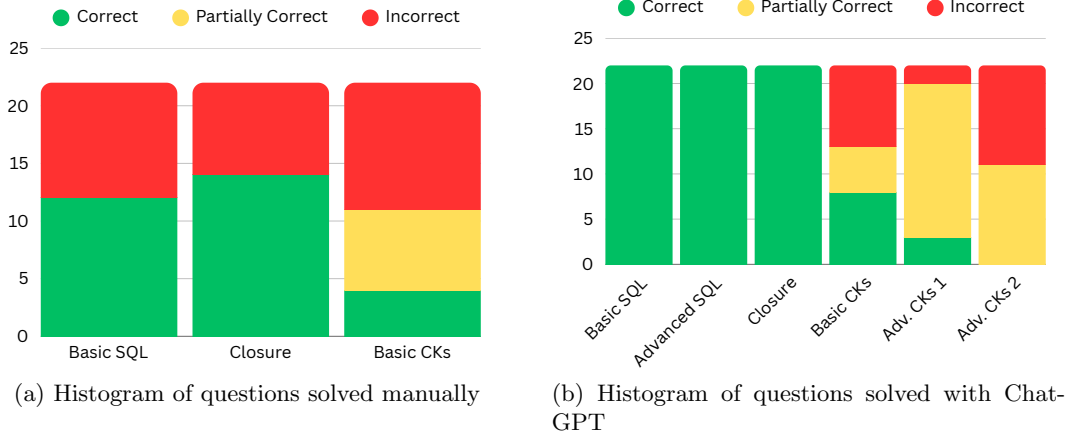 Correct Partially Correct Incorrect
25
20
15
10
5
0
Basic SQL Closure Basic CKs
(a) Histogram of questions solved manually
Correct Partially Correct Incorrect
25
20
15
10
5
0
Basic SQL Advanced SQL Closure Basic CKs Adv. CKs 1 Adv. CKs 2
(b) Histogram of questions solved with Chat-
GPT